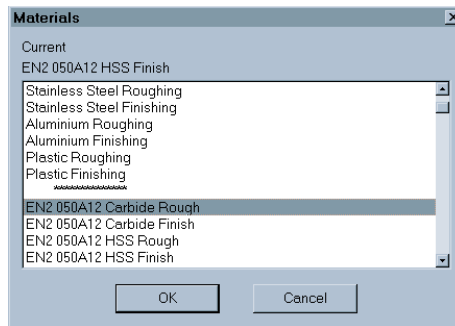 Materials
Current
EN2 050A12 HSS Finish
Stainless Steel Roughing
Stainless Steel Finishing
Aluminium Roughing
Aluminium Finishing
Plastic Roughing
Plastic Finishing
***************
EN2 050A12 Carbide Rough
EN2 050A12 Carbide Finish
EN2 050A12 HSS Rough
EN2 050A12 HSS Finish
OK Cancel